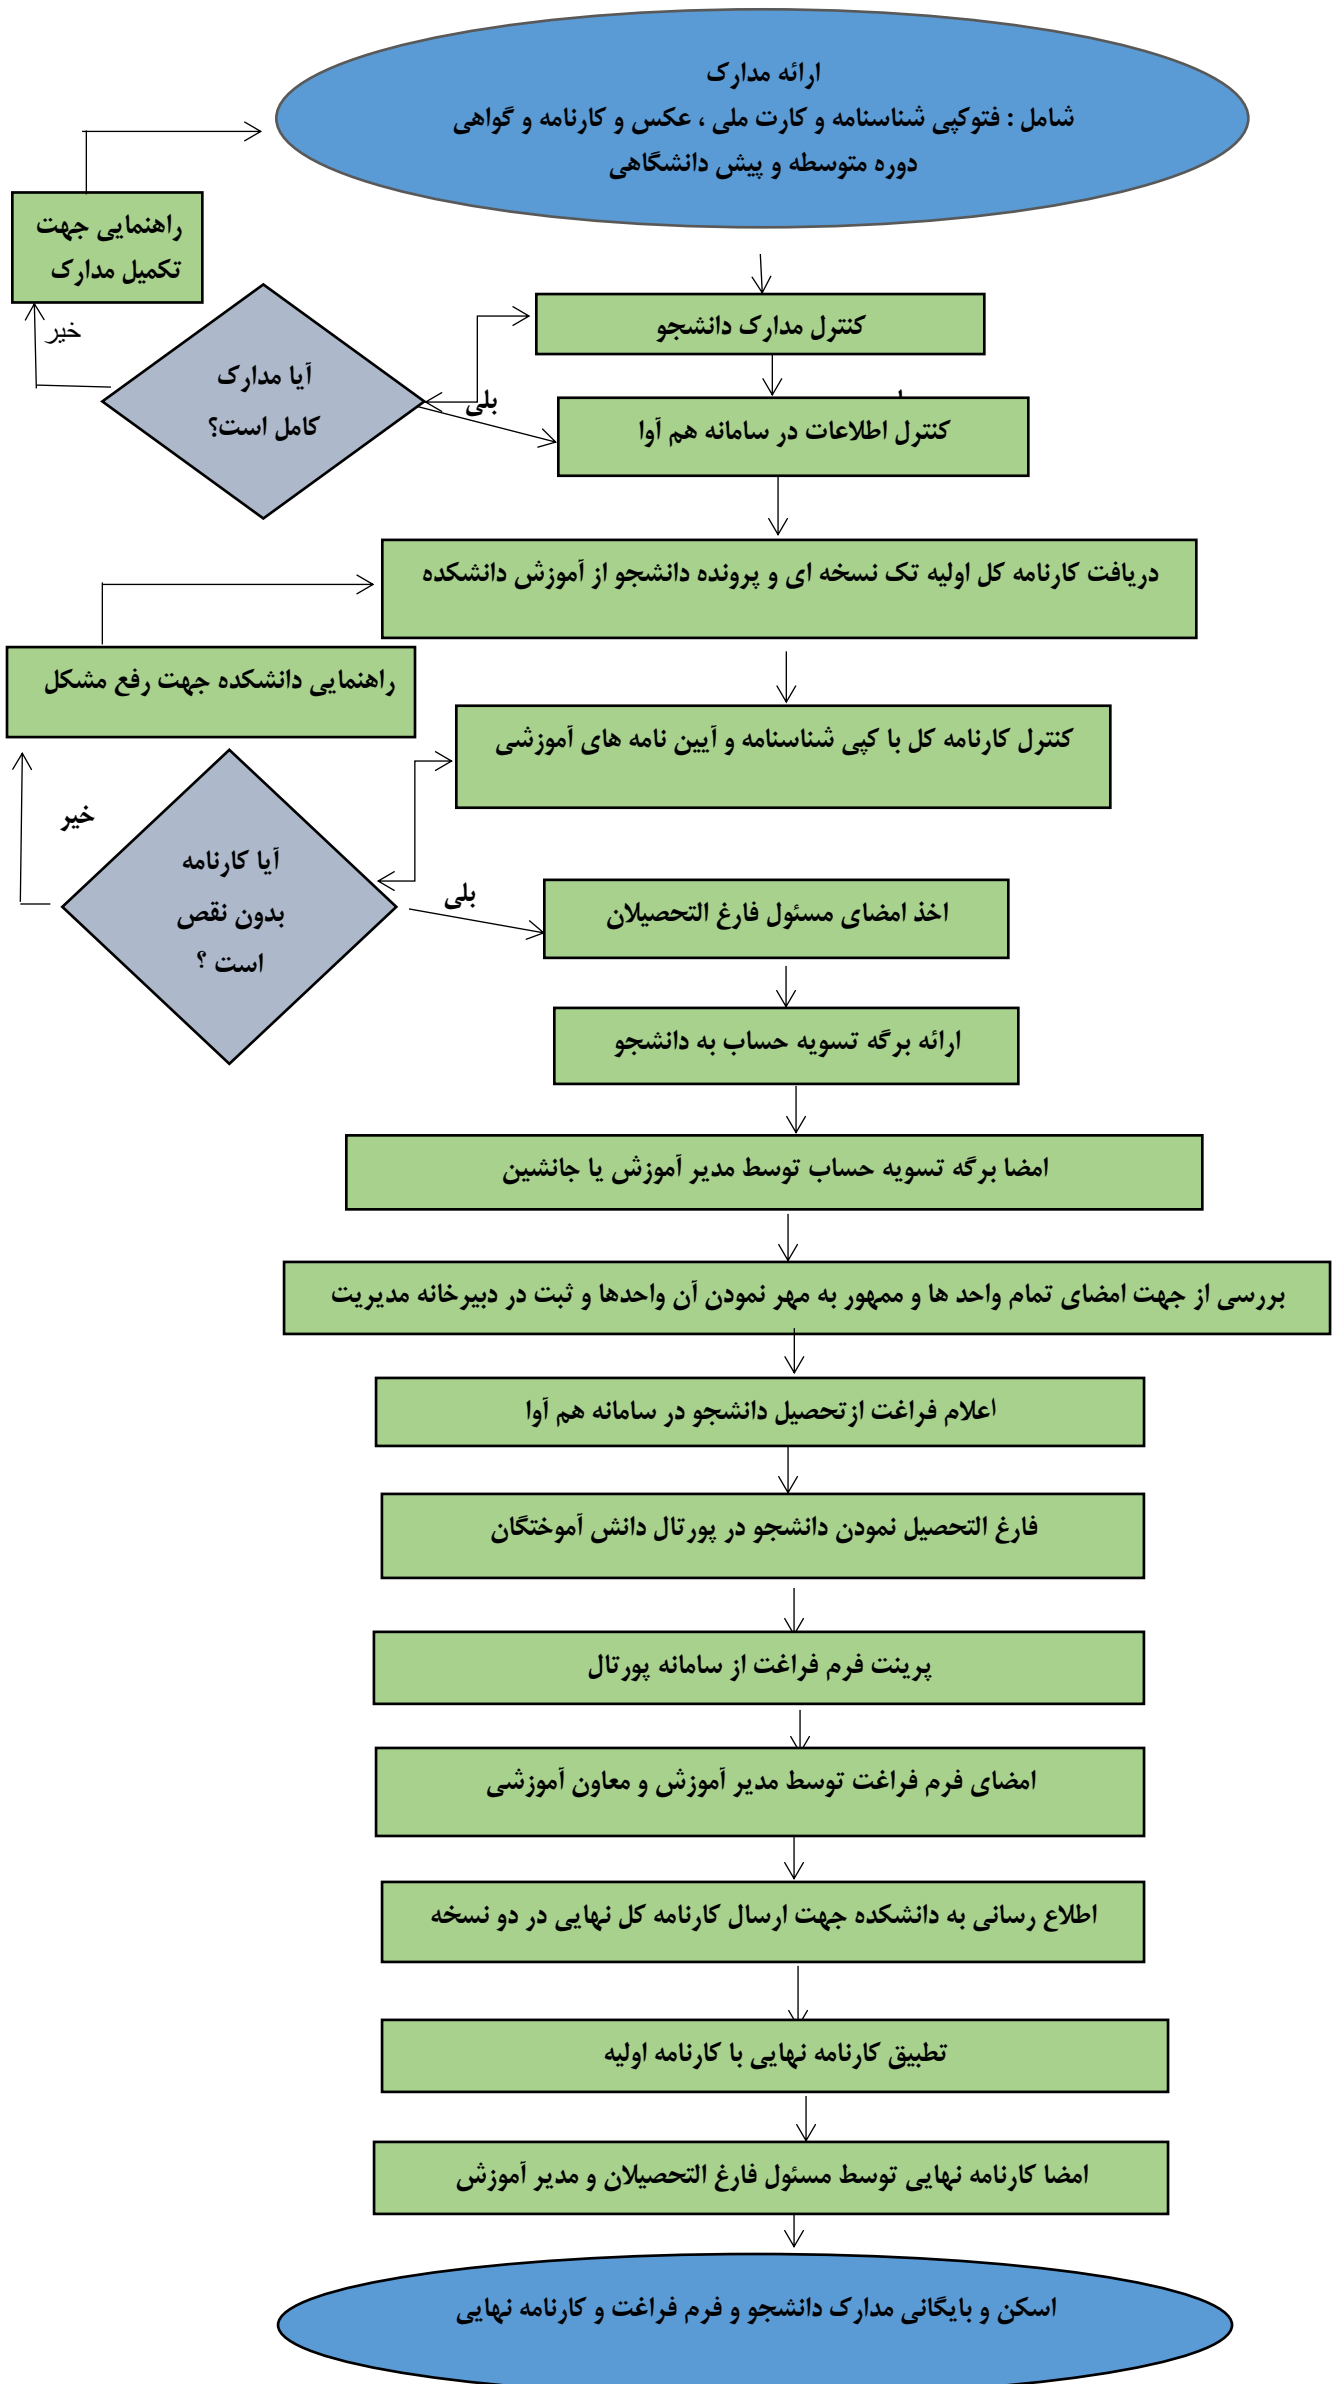 ارائه مدارک
شامل : فتوکپی شناسنامه و کارت ملی ، عکس و کارنامه و گواهی
دوره متوسطه و پیش دانشگاهی
راهنمایی جهت
تکمیل مدارک
خیر
کنترل مدارک دانشجو
آیا مدارک
کامل است؟
بلی
کنترل اطلاعات در سامانه هم آوا
دریافت کارنامه کل اولیه تک نسخه ای و پرونده دانشجو از آموزش دانشکده
راهنمایی دانشکده جهت رفع مشکل
کنترل کارنامه کل با کپی شناسنامه و آیین نامه های آموزشی
خیر
آیا کارنامه
بدون نقص
است ؟
بلی
اخذ امضای مسئول فارغ التحصیلان
ارائه برگه تسویه حساب به دانشجو
امضا برگه تسویه حساب توسط مدیر آموزش یا جانشین
بررسی از جهت امضای تمام واحد ها و ممهور به مهر نمودن آن واحدها و ثبت در دبیرخانه مدیریت
اعلام فراغت ازتحصیل دانشجو در سامانه هم آوا
فارغ التحصیل نمودن دانشجو در پورتال دانش آموختگان
پرینت فرم فراغت از سامانه پورتال
امضای فرم فراغت توسط مدیر آموزش و معاون آموزشی
اطلاع رسانی به دانشکده جهت ارسال کارنامه کل نهایی در دو نسخه
تطبیق کارنامه نهایی با کارنامه اولیه
امضا کارنامه نهایی توسط مسئول فارغ التحصیلان و مدیر آموزش
اسکن و بایگانی مدارک دانشجو و فرم فراغت و کارنامه نهایی